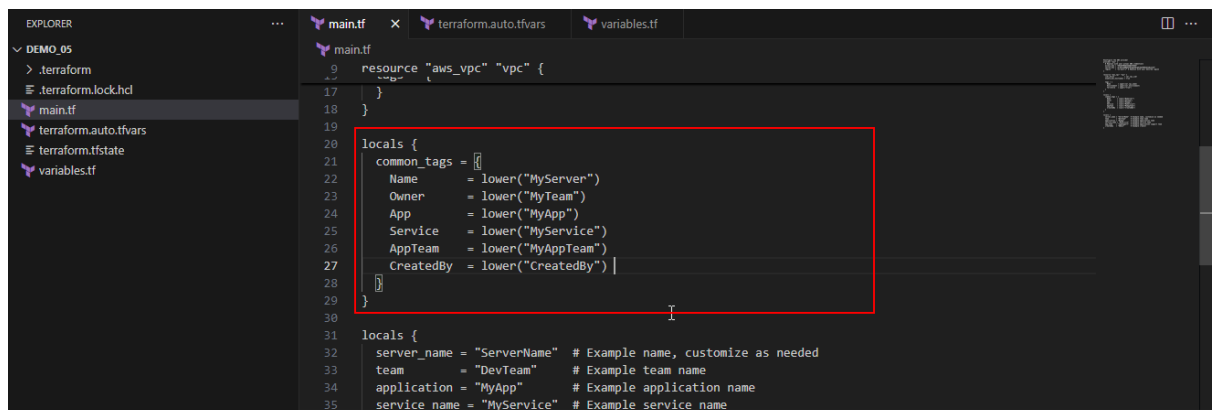 EXPLORER ...
DEMO_05
.terraform
.terraform.lock.hcl
main.tf
terraform.auto.tfvars
terraform.tfstate
variables.tf
main.tf terraform.auto.tfvars variables.tf
main.tf
9 resource "aws_vpc" "vpc" {
17 }
18 }
19
20 locals {
21 common_tags = {
22 Name = lower("MyServer")
23 Owner = lower("MyTeam")
24 App = lower("MyApp")
25 Service = lower("MyService")
26 AppTeam = lower("MyAppTeam")
27 CreatedBy = lower("CreatedBy")
28 }
29 }
30
31 locals {
32 server_name = "ServerName" # Example name, customize as needed
33 team = "DevTeam" # Example team name
34 application = "MyApp" # Example application name
35 service_name = "MyService" # Example service name